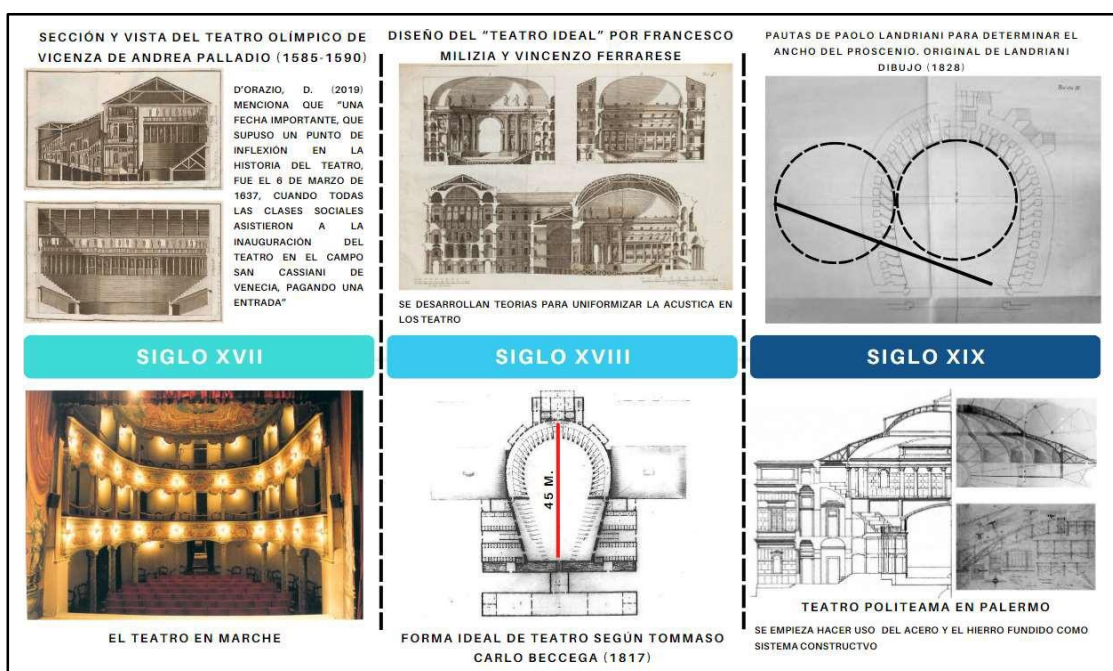 SECCIÓN Y VISTA DEL TEATRO OLÍMPICO DE
VICENZA DE ANDREA PALLADIO (1585-1590)
D'ORAZIO, D. (2019)
MENCIONA QUE "UNA
FECHA IMPORTANTE, QUE
SUPUSO UN PUNTO DE
INFLEXIÓN EN LA
HISTORIA DEL TEATRO,
FUE EL 6 DE MARZO DE
1637, CUANDO TODAS
LAS CLASES SOCIALES
ASISTIERON A LA
INAUGURACIÓN DEL
TEATRO EN EL CAMPO
SAN CASSIANI DE
VENECIA, PAGANDO UNA
ENTRADA"
SIGLO XVII
EL TEATRO EN MARCHE
DISEÑO DEL "TEATRO IDEAL" POR FRANCESCO
MILIZIA Y VINCENZO FERRARESE
SE DESARROLLAN TEORIAS PARA UNIFORMIZAR LA ACUSTICA EN
LOS TEATRO
SIGLO XVIII
45 M.
FORMA IDEAL DE TEATRO SEGÚN TOMMASO
CARLO BECCEGA (1817)
PAUTAS DE PAOLO LANDRIANI PARA DETERMINAR EL
ANCHO DEL PROSCENIO. ORIGINAL DE LANDRIANI
DIBUJO (1828)
SIGLO XIX
TEATRO POLITEAMA EN PALERMO
SE EMPIEZA HACER USO DEL ACERO Y EL HIERRO FUNDIDO COMO
SISTEMA CONSTRUCTVO